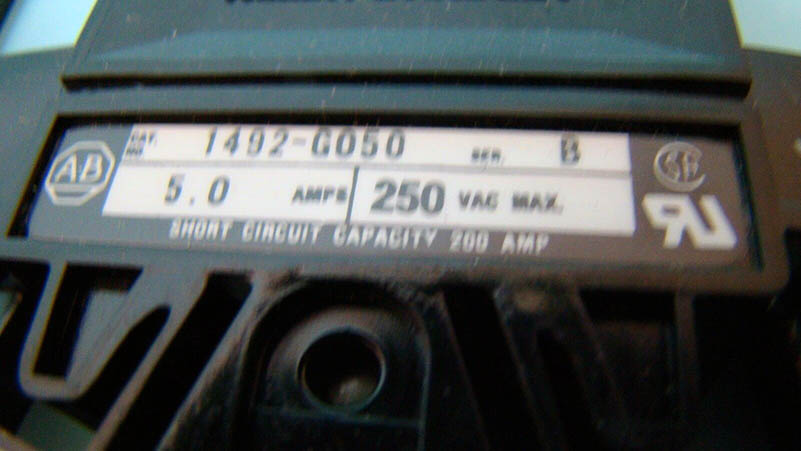 AB CAT. NO. 1492-G050 SER. B
5.0 AMPS 250 VAC MAX.
SHORT CIRCUIT CAPACITY 200 AMP